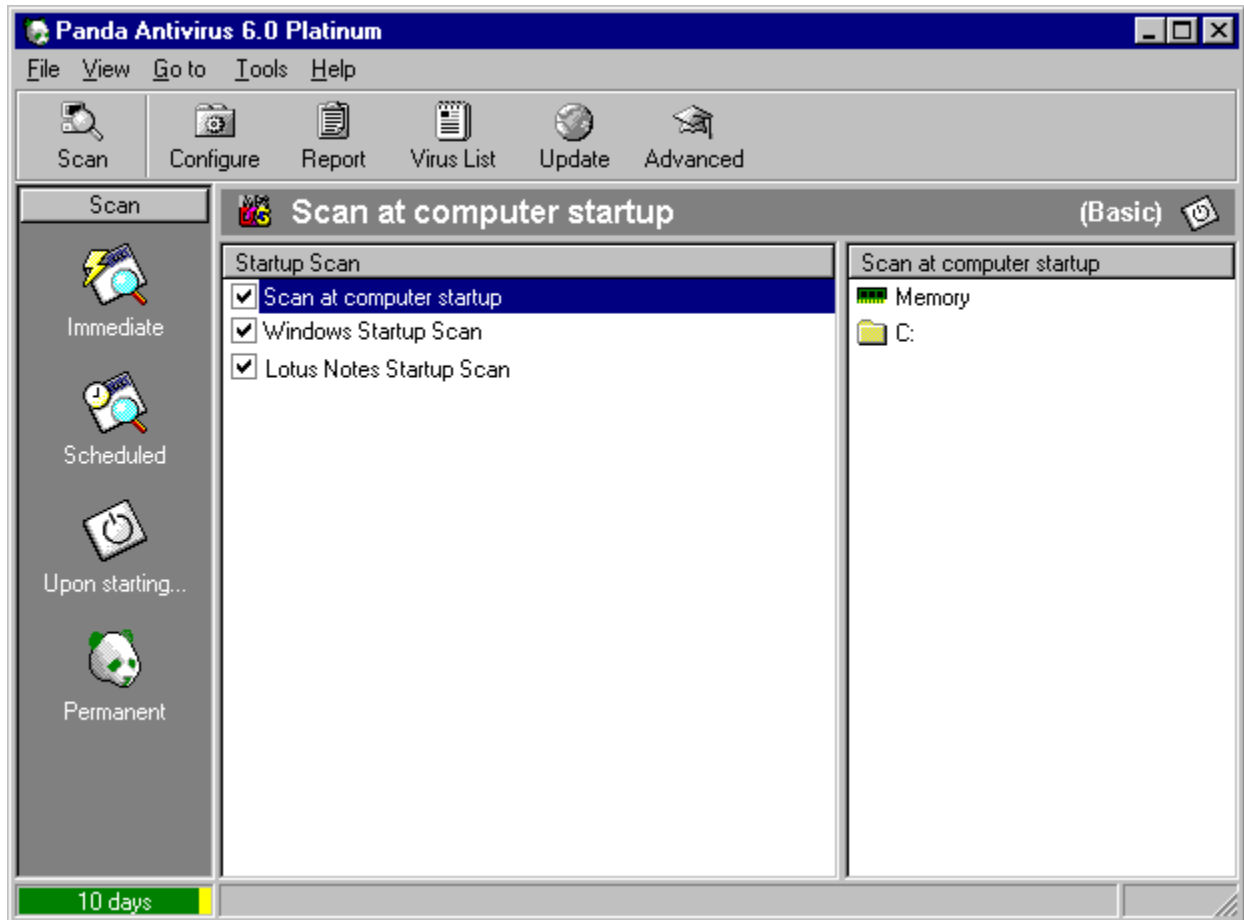 Panda Antivirus 6.0 Platinum
File View Go to Tools Help
Scan Configure Report Virus List Update Advanced
Scan
Immediate
Scheduled
Upon starting...
Permanent
Scan at computer startup (Basic)
Startup Scan
Scan at computer startup
Windows Startup Scan
Lotus Notes Startup Scan
Scan at computer startup
Memory
C:
10 days